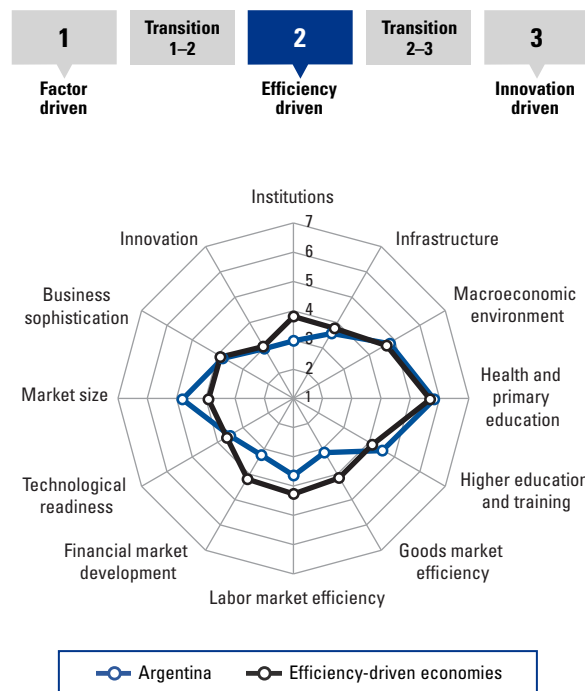 1
Transition
1–2
2
Transition
2–3
3
Factor
driven
Efficiency
driven
Innovation
driven
Institutions
7
Innovation
6
Infrastructure
5
Business
sophistication
4
Macroeconomic
environment
3
2
Market size
1
Health and
primary
education
Technological
readiness
Higher education
and training
Financial market
development
Goods market
efficiency
Labor market efficiency
Argentina
Efficiency-driven economies